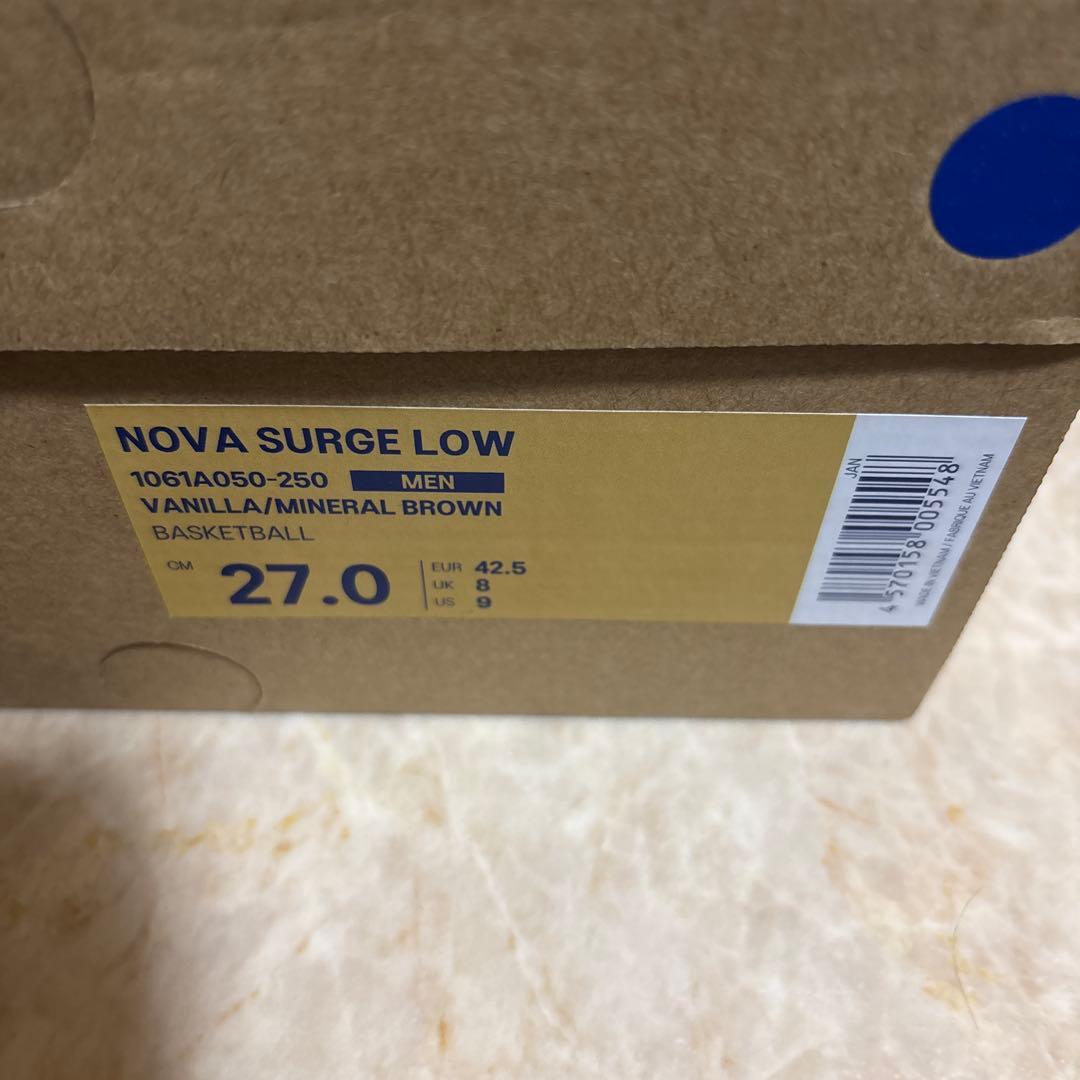 NOVA SURGE LOW
1061A050-250 MEN
VANILLA/MINERAL BROWN
BASKETBALL
CM 27.0
EUR 42.5
UK 8
US 9
JAN
4 570158 005548
MADE IN VIETNAM / FABRIQUE AU VIETNAM